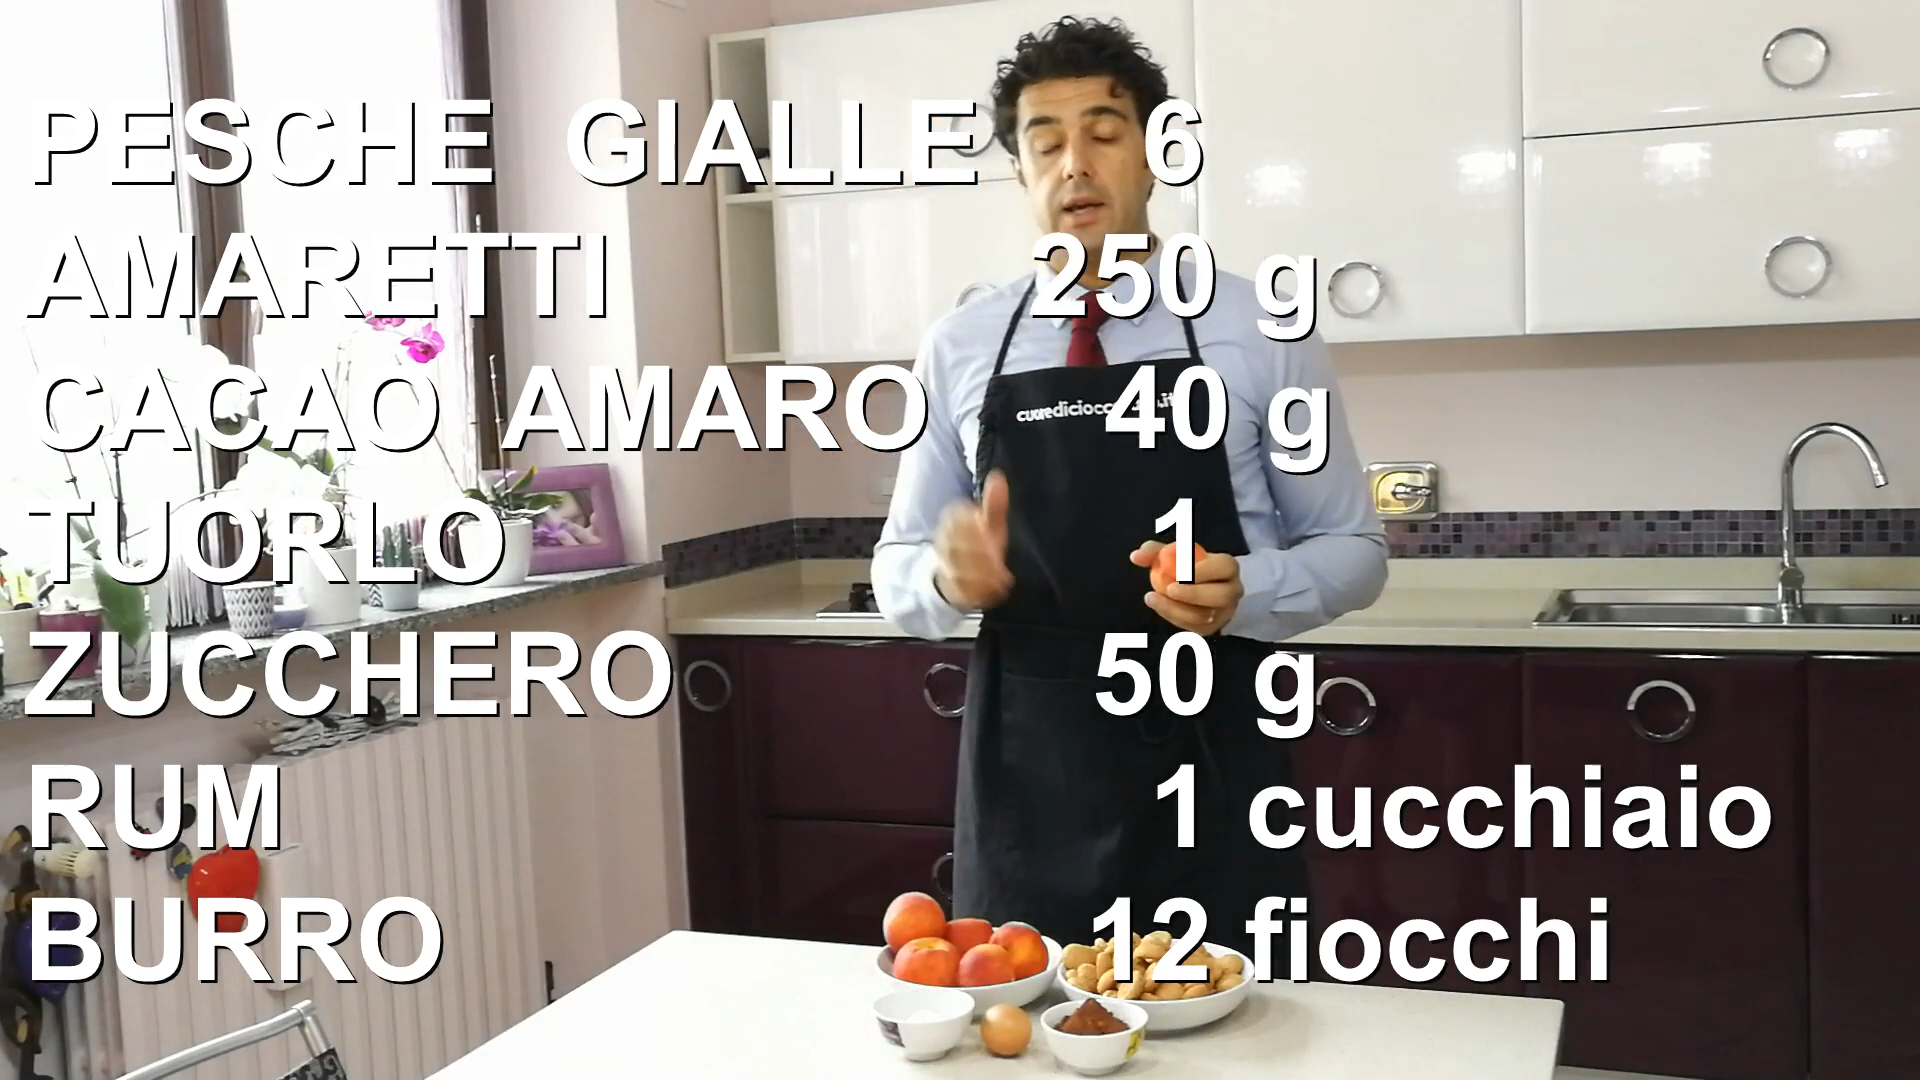 PESCHE GIALLE 6
AMARETTI 250 g
CACAO AMARO 40 g
TUORLO 1
ZUCCHERO 50 g
RUM 1 cucchiaio
BURRO 12 fiocchi